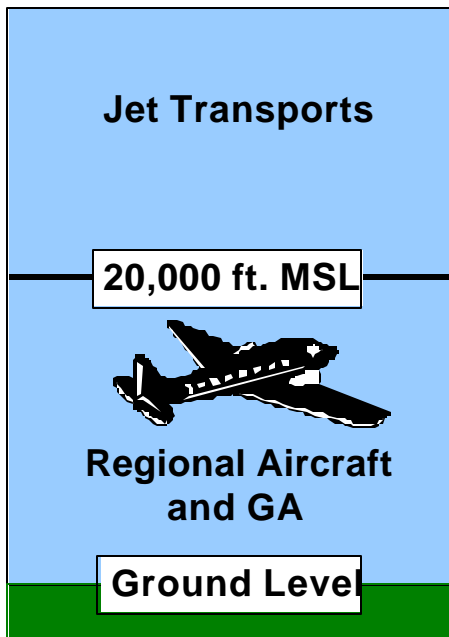 Jet Transports
20,000 ft. MSL
Regional Aircraft
and GA
Ground Level